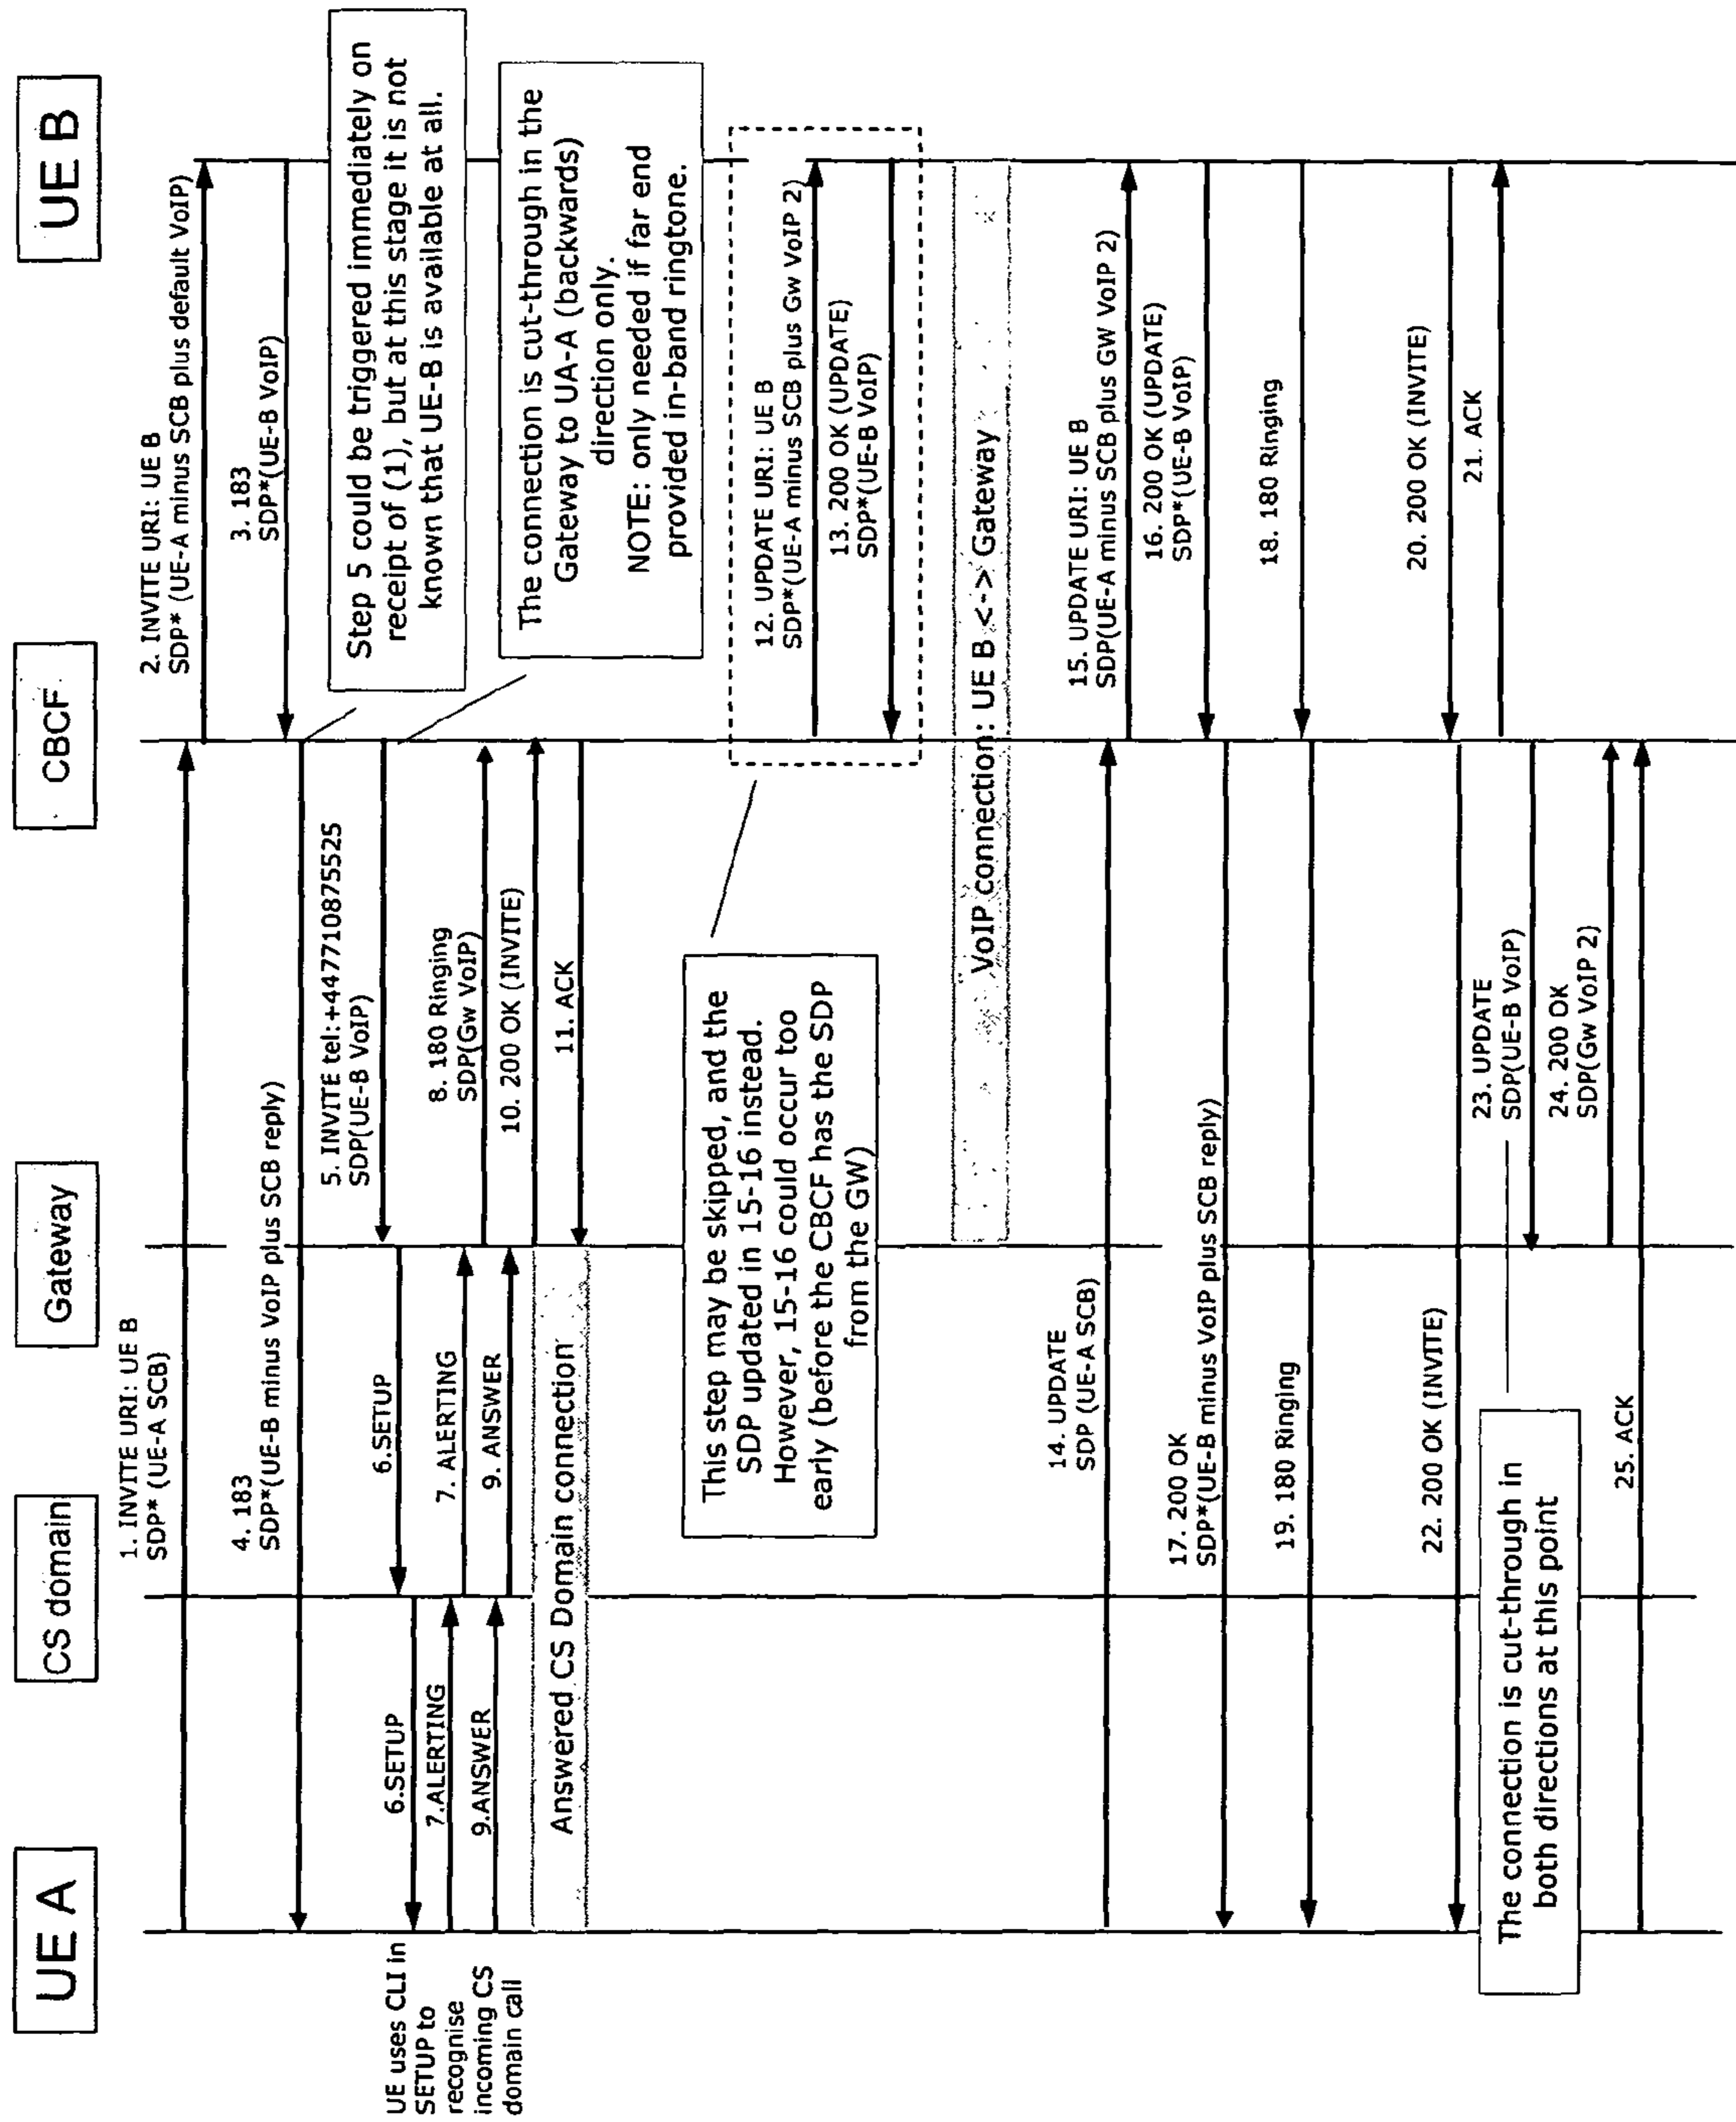 UE A
CS domain
Gateway
CBCF
UE B
1. INVITE URI: UE B
SDP* (UE-A SCB)
2. INVITE URI: UE B
SDP* (UE-A minus SCB plus default VoIP)
3. 183
SDP*(UE-B VoIP)
4. 183
SDP*(UE-B minus VoIP plus SCB reply)
Step 5 could be triggered immediately on
receipt of (1), but at this stage it is not
known that UE-B is available at all.
5. INVITE tel:+447710875525
SDP(UE-B VoIP)
The connection is cut-through in the
Gateway to UA-A (backwards)
direction only.
NOTE: only needed if far end
provided in-band ringtone.
UE uses CLI in
SETUP to
recognise
incoming CS
domain call
6.SETUP
6.SETUP
7.ALERTING
7. ALERTING
8. 180 Ringing
SDP(Gw VoIP)
9.ANSWER
9. ANSWER
10. 200 OK (INVITE)
11. ACK
Answered CS Domain connection
This step may be skipped, and the
SDP updated in 15-16 instead.
However, 15-16 could occur too
early (before the CBCF has the SDP
from the GW)
12. UPDATE URI: UE B
SDP*(UE-A minus SCB plus Gw VoIP 2)
13. 200 OK (UPDATE)
SDP*(UE-B VoIP)
VoIP connection: UE B <-> Gateway
14. UPDATE
SDP (UE-A SCB)
15. UPDATE URI: UE B
SDP(UE-A minus SCB plus GW VoIP 2)
16. 200 OK (UPDATE)
SDP*(UE-B VoIP)
17. 200 OK
SDP*(UE-B minus VoIP plus SCB reply)
18. 180 Ringing
19. 180 Ringing
20. 200 OK (INVITE)
21. ACK
22. 200 OK (INVITE)
23. UPDATE
SDP(UE-B VoIP)
24. 200 OK
SDP(Gw VoIP 2)
The connection is cut-through in
both directions at this point
25. ACK